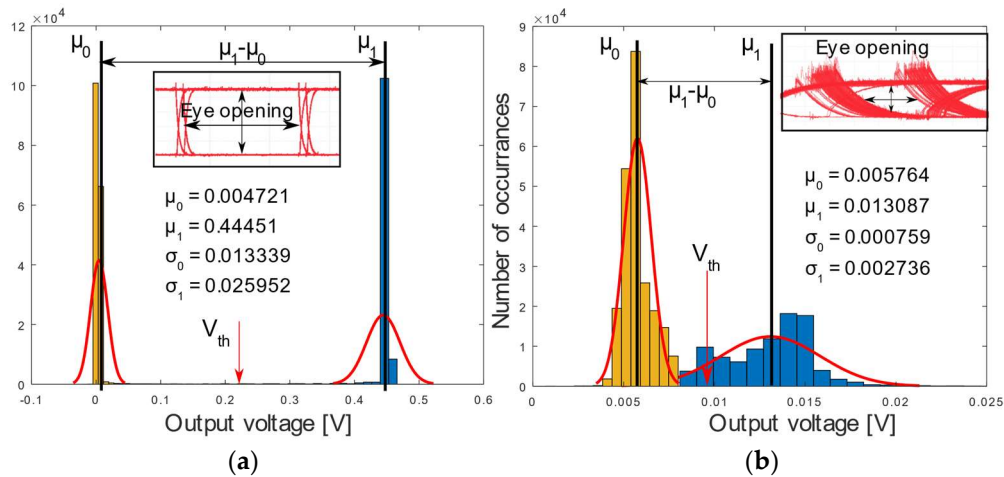 ×10⁴
12
10
8
6
4
2
0
μ₀
μ₁-μ₀
μ₁
Eye opening
μ₀ = 0.004721
μ₁ = 0.44451
σ₀ = 0.013339
σ₁ = 0.025952
Vth
-0.1 0 0.1 0.2 0.3 0.4 0.5 0.6
Output voltage [V]
(a)
×10⁴
9
8
7
6
5
4
3
2
1
0
Number of occurrances
μ₀
μ₁
μ₁-μ₀
Eye opening
μ₀ = 0.005764
μ₁ = 0.013087
σ₀ = 0.000759
σ₁ = 0.002736
Vth
0 0.005 0.01 0.015 0.02 0.025
Output voltage [V]
(b)